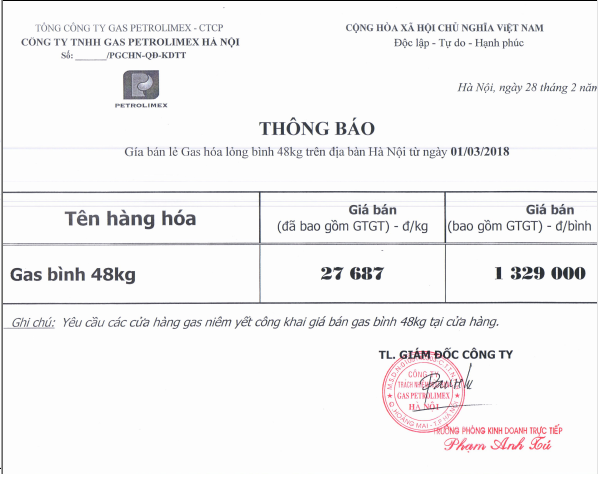 TỔNG CÔNG TY GAS PETROLIMEX - CTCP
CÔNG TY TNHH GAS PETROLIMEX HÀ NỘI
Số: ______/PGCHN-QĐ-KDTT
PETROLIMEX
CỘNG HÒA XÃ HỘI CHỦ NGHĨA VIỆT NAM
Độc lập - Tự do - Hạnh phúc
Hà Nội, ngày 28 tháng 2 năm
THÔNG BÁO
Gía bán lẻ Gas hóa lỏng bình 48kg trên địa bàn Hà Nội từ ngày 01/03/2018
Tên hàng hóa
Giá bán
(đã bao gồm GTGT) - đ/kg
Giá bán
(bao gồm GTGT) - đ/bình
Gas bình 48kg
27 687
1 329 000
Ghi chú: Yêu cầu các cửa hàng gas niêm yết công khai giá bán gas bình 48kg tại cửa hàng.
TL. GIÁM ĐỐC CÔNG TY
CÔNG TY
TRÁCH NHIỆM
GAS PETROLIMEX
HÀ NỘI
Q.HOÀNG MAI - T.P HÀ NỘI
TRƯỞNG PHÒNG KINH DOANH TRỰC TIẾP
Phạm Anh Tú